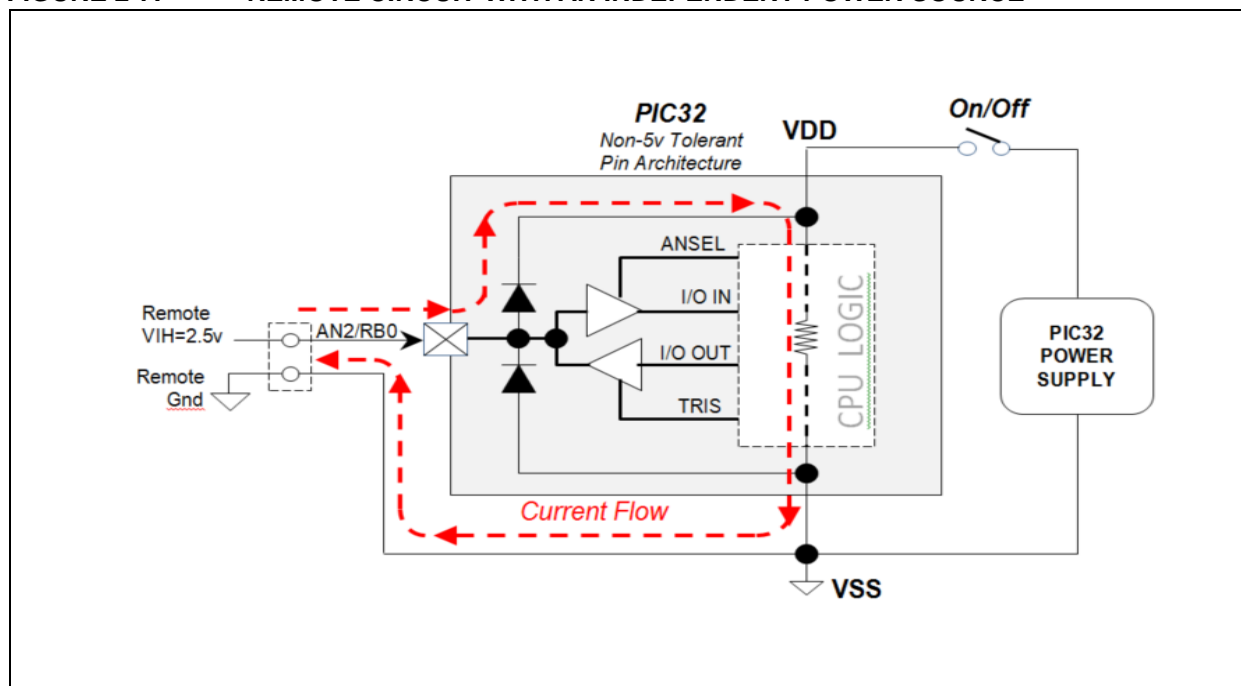 PIC32
Non-5v Tolerant
Pin Architecture
VDD
On/Off
ANSEL
I/O IN
I/O OUT
TRIS
CPU LOGIC
Remote
VIH=2.5v
AN2/RB0
Remote
Gnd
PIC32
POWER
SUPPLY
Current Flow
VSS